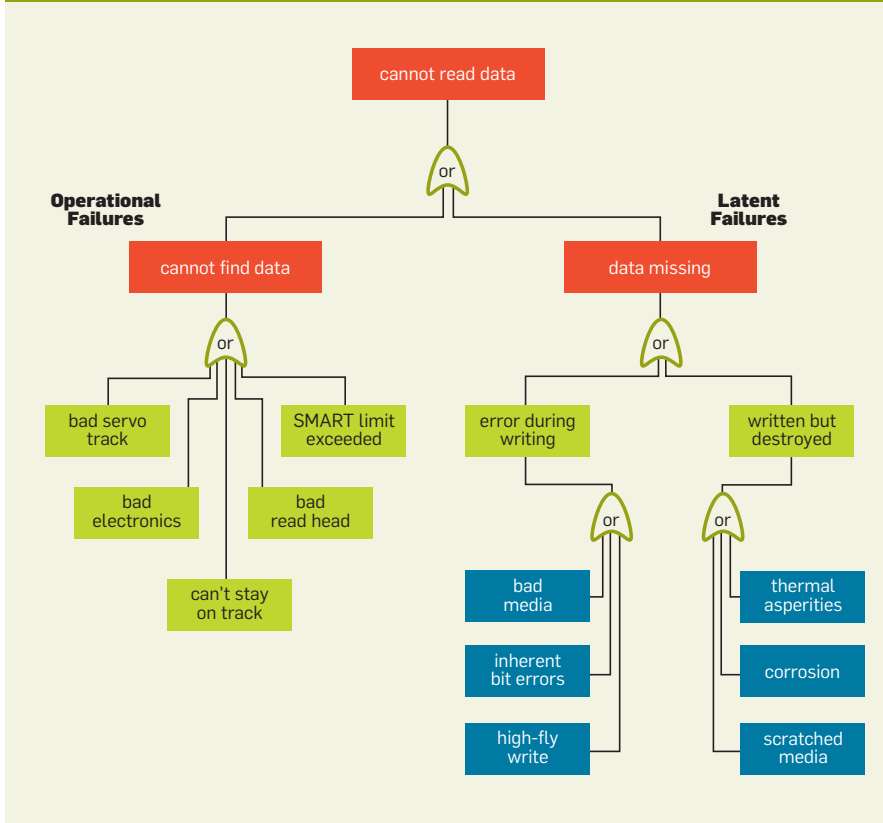 cannot read data
or
Operational
Failures
Latent
Failures
cannot find data
data missing
or
or
bad servo
track
SMART limit
exceeded
error during
writing
written but
destroyed
bad
electronics
bad
read head
or
or
can't stay
on track
bad
media
thermal
asperities
inherent
bit errors
corrosion
high-fly
write
scratched
media